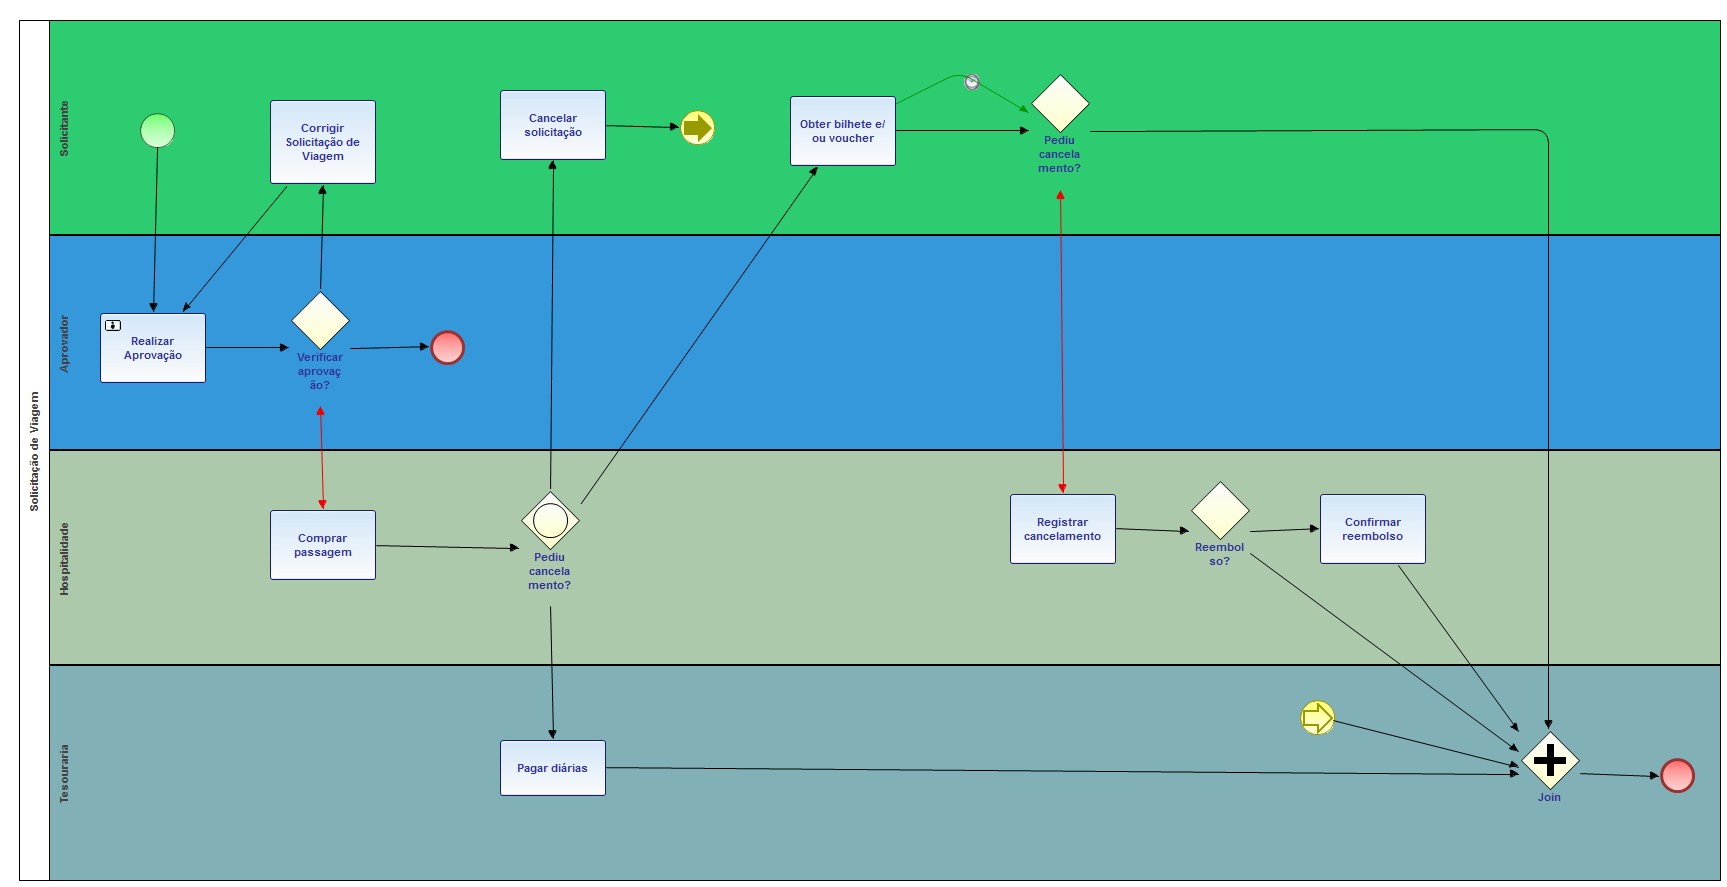 Solicitação de Viagem
Solicitante
Corrigir
Solicitação de
Viagem
Cancelar
solicitação
Obter bilhete e/
ou voucher
Pediu
cancela
mento?
Aprovador
Realizar
Aprovação
Verificar
aprovaç
ão?
Hospitalidade
Comprar
passagem
Pediu
cancela
mento?
Registrar
cancelamento
Reembol
so?
Confirmar
reembolso
Tesouraria
Pagar diárias
Join